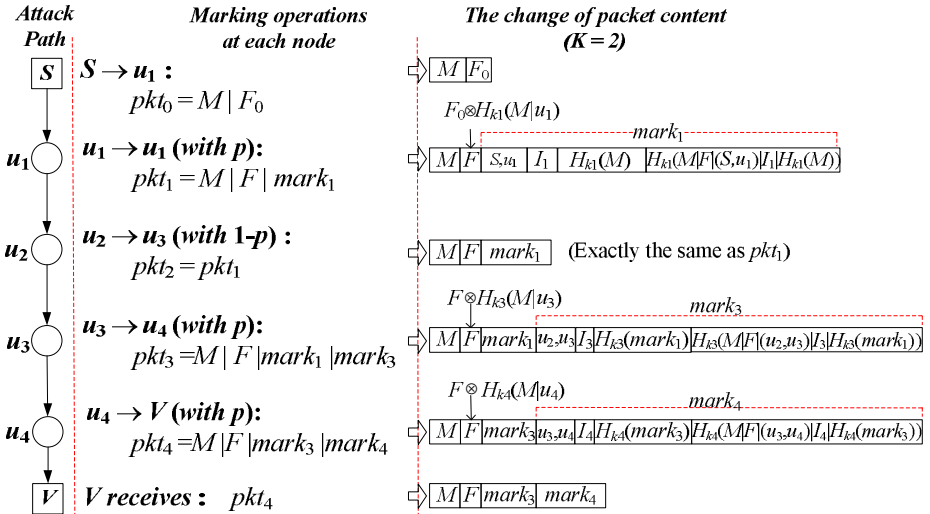 Attack Path Marking operations at each node The change of packet content (K = 2)
S S → u₁ : M F₀
pkt₀ = M | F₀
F₀⊗Hₖ₁(M|u₁) mark₁
u₁ u₁ → u₁ (with p): M F S,u₁ I₁ Hₖ₁(M) Hₖ₁(M|F|(S,u₁)|I₁|Hₖ₁(M))
pkt₁ = M | F | mark₁
u₂ u₂ → u₃ (with 1-p) : M F mark₁ (Exactly the same as pkt₁)
pkt₂ = pkt₁
F⊗Hₖ₃(M|u₃) mark₃
u₃ u₃ → u₄ (with p): M F mark₁ u₂,u₃ I₃ Hₖ₃(mark₁) Hₖ₃(M|F|(u₂,u₃)|I₃|Hₖ₃(mark₁))
pkt₃ = M | F |mark₁ |mark₃
F⊗Hₖ₄(M|u₄) mark₄
u₄ u₄ → V (with p): M F mark₃ u₃,u₄ I₄ Hₖ₄(mark₃) Hₖ₄(M|F|(u₃,u₄)|I₄|Hₖ₄(mark₃))
pkt₄ =M |F |mark₃ |mark₄
V V receives : pkt₄ M F mark₃ mark₄